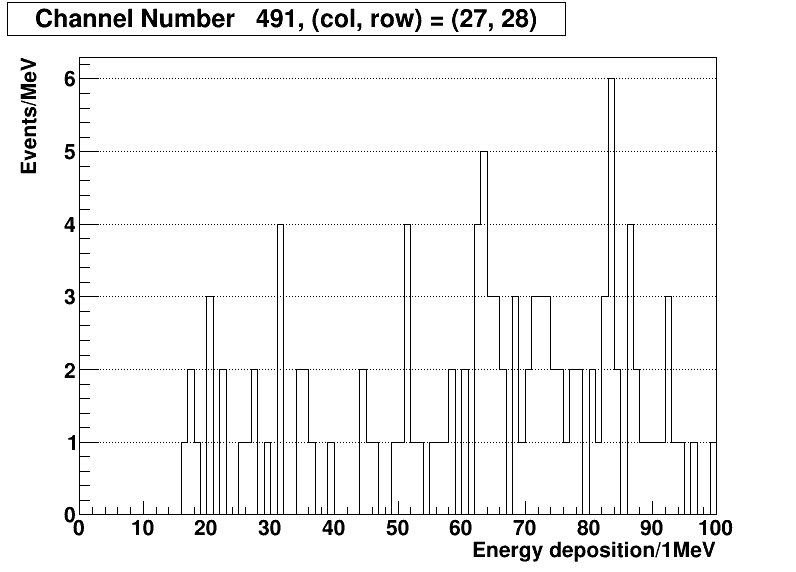 Channel Number 491, (col, row) = (27, 28)
Events/MeV
6
5
4
3
2
1
0
0 10 20 30 40 50 60 70 80 90 100
Energy deposition/1MeV